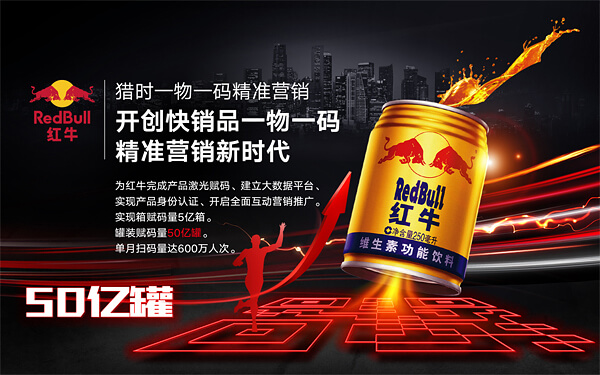 RedBull
红牛
猎时一物一码精准营销
开创快销品一物一码
精准营销新时代
为红牛完成产品激光赋码、建立大数据平台、
实现产品身份认证、开启全面互动营销推广。
实现箱赋码量5亿箱。
罐装赋码量50亿罐。
单月扫码量达600万人次。
50亿罐
RedBull
红牛
净含量250毫升
维生素功能饮料